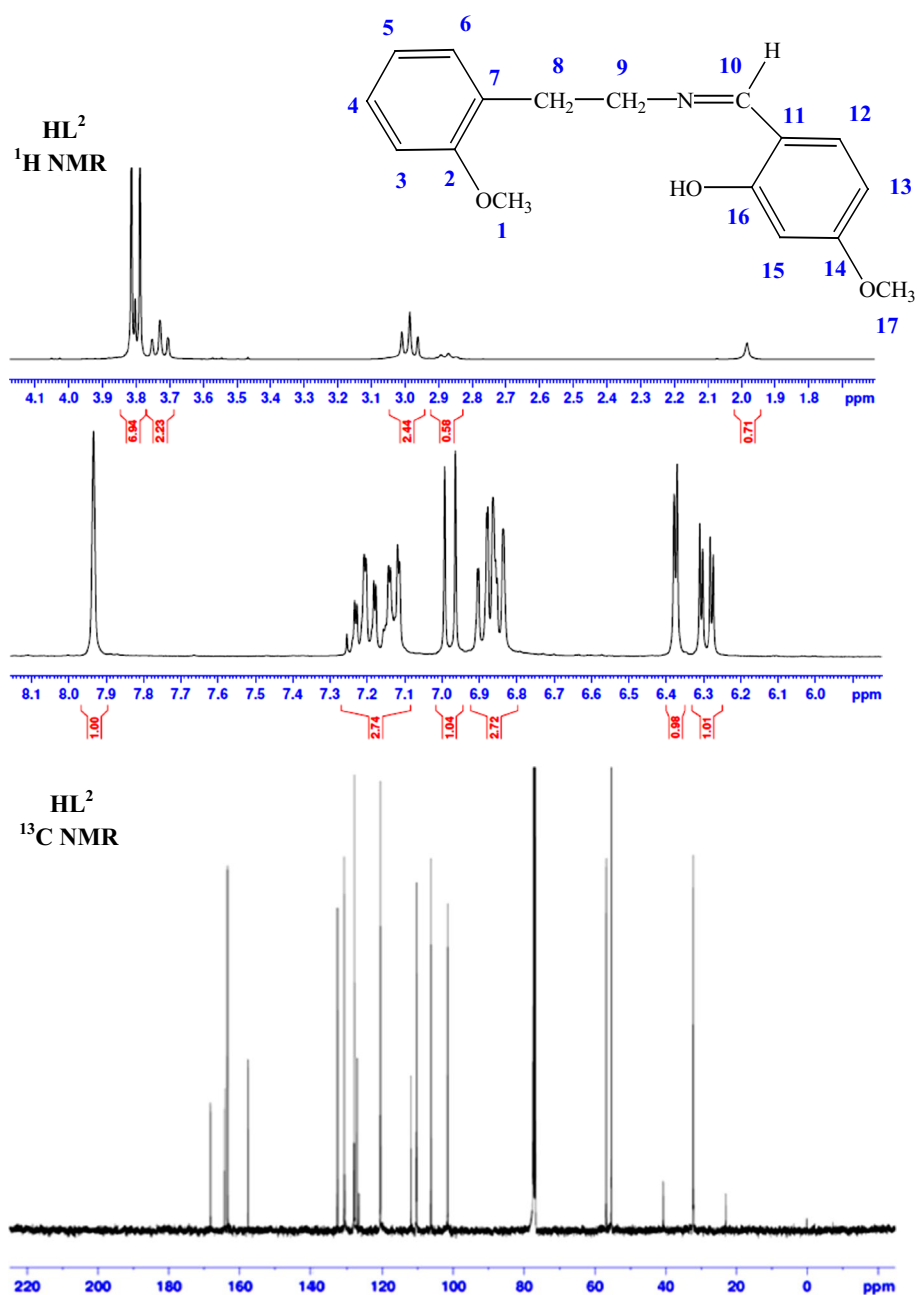 HL²
¹H NMR
5
6
4
7
3
2
8
9
10
H
CH₂
CH₂
N
11
12
HO
16
13
OCH₃
1
15
14
OCH₃
17
4.1 4.0 3.9 3.8 3.7 3.6 3.5 3.4 3.3 3.2 3.1 3.0 2.9 2.8 2.7 2.6 2.5 2.4 2.3 2.2 2.1 2.0 1.9 1.8 ppm
6.94 2.23 2.44 0.58 0.71
8.1 8.0 7.9 7.8 7.7 7.6 7.5 7.4 7.3 7.2 7.1 7.0 6.9 6.8 6.7 6.6 6.5 6.4 6.3 6.2 6.1 6.0 ppm
1.00 2.74 1.04 2.72 0.98 1.01
HL²
¹³C NMR
220 200 180 160 140 120 100 80 60 40 20 0 ppm